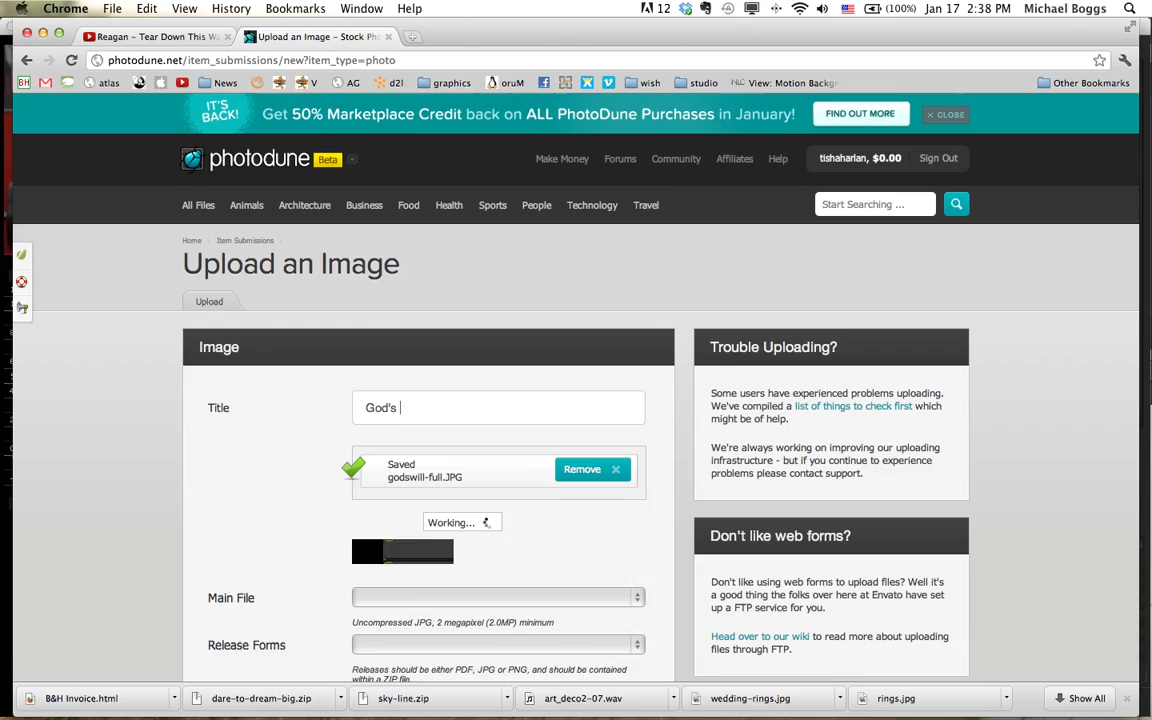 Chrome File Edit View History Bookmarks Window Help 12 (100%) Jan 17 2:38 PM Michael Boggs
Reagan – Tear Down This Wa Upload an Image – Stock Ph
photodune.net/item_submissions/new?item_type=photo
BH atlas News V AG d2l graphics oruM wish studio NLC View: Motion Backgr Other Bookmarks
IT'S BACK! Get 50% Marketplace Credit back on ALL PhotoDune Purchases in January! FIND OUT MORE × CLOSE
photodune Beta Make Money Forums Community Affiliates Help tishaharlan, $0.00 Sign Out
All Files Animals Architecture Business Food Health Sports People Technology Travel Start Searching ...
Home Item Submissions
Upload an Image
Upload
Image
Title God's
Saved
godswill-full.JPG
Remove ×
Working...
Main File
Uncompressed JPG, 2 megapixel (2.0MP) minimum
Release Forms
Releases should be either PDF, JPG or PNG, and should be contained
within a ZIP file.
Trouble Uploading?
Some users have experienced problems uploading.
We've compiled a list of things to check first which
might be of help.
We're always working on improving our uploading
infrastructure - but if you continue to experience
problems please contact support.
Don't like web forms?
Don't like using web forms to upload files? Well it's
a good thing the folks over here at Envato have set
up a FTP service for you.
Head over to our wiki to read more about uploading
files through FTP.
B&H Invoice.html dare-to-dream-big.zip sky-line.zip art_deco2-07.wav wedding-rings.jpg rings.jpg Show All